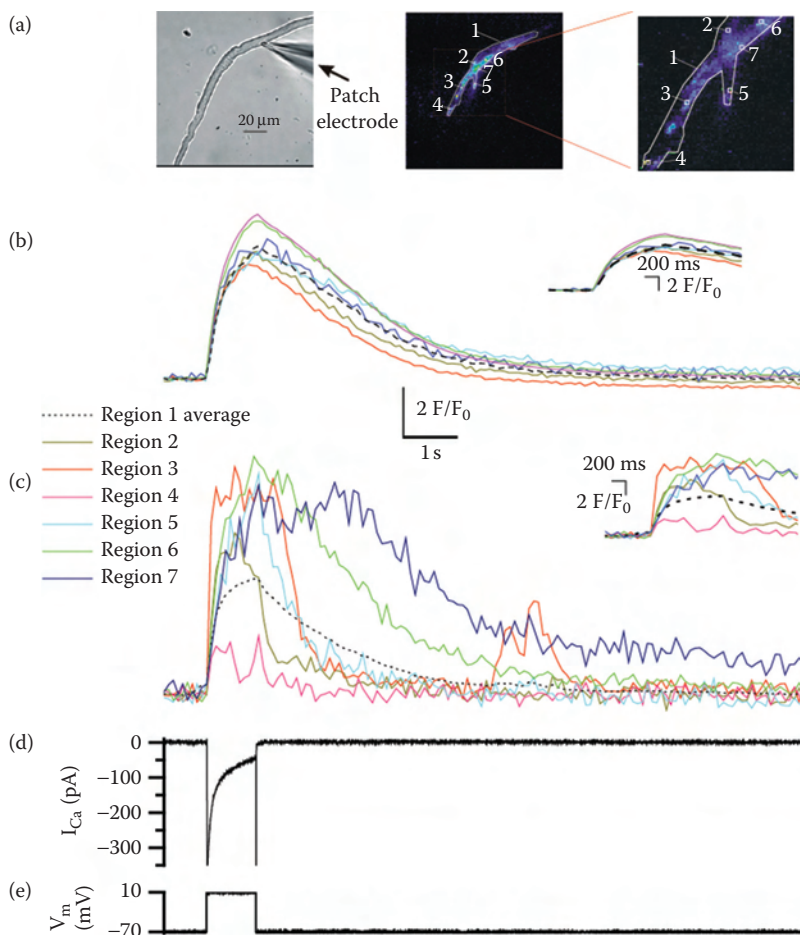 (a)
Patch
electrode
20 µm
1
2
3
4
5
6
7
1
2
3
4
5
6
7
(b)
200 ms
2 F/F₀
2 F/F₀
1 s
Region 1 average
Region 2
Region 3
Region 4
Region 5
Region 6
Region 7
(c)
200 ms
2 F/F₀
(d)
I_Ca (pA)
0
−100
−200
−300
(e)
V_m
(mV)
10
−70